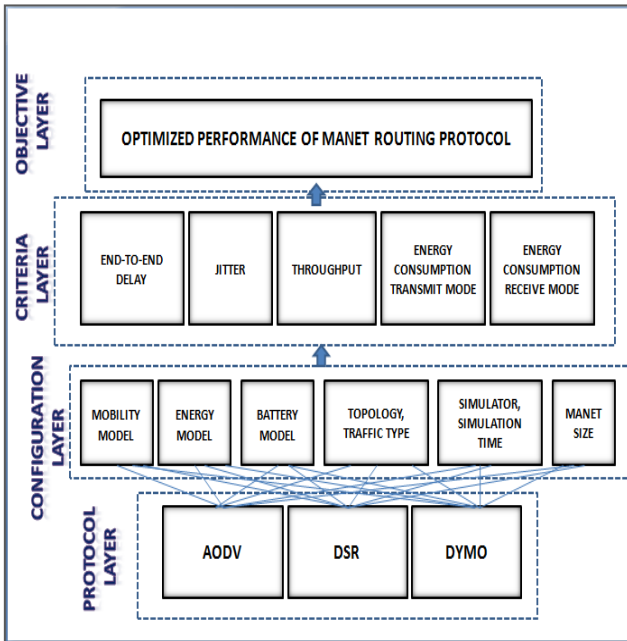 OBJECTIVE
LAYER
OPTIMIZED PERFORMANCE OF MANET ROUTING PROTOCOL
CRITERIA
LAYER
END-TO-END
DELAY
JITTER
THROUGHPUT
ENERGY
CONSUMPTION
TRANSMIT MODE
ENERGY
CONSUMPTION
RECEIVE MODE
CONFIGURATION
LAYER
MOBILITY
MODEL
ENERGY
MODEL
BATTERY
MODEL
TOPOLOGY,
TRAFFIC TYPE
SIMULATOR,
SIMULATION
TIME
MANET
SIZE
PROTOCOL
LAYER
AODV
DSR
DYMO